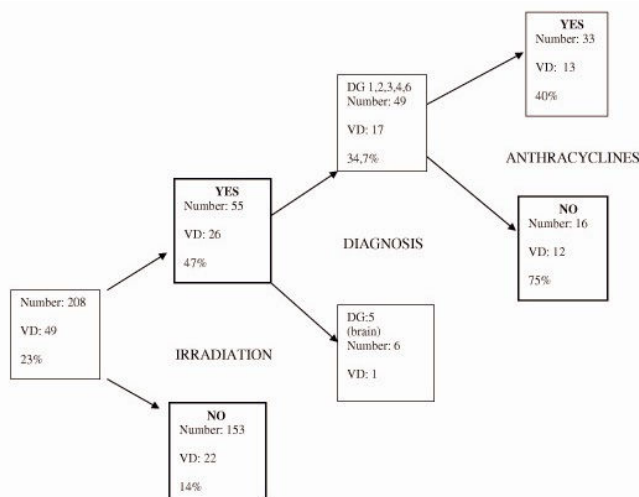 YES
Number: 33
VD: 13
40%
DG 1,2,3,4,6
Number: 49
VD: 17
34,7%
ANTHRACYCLINES
YES
Number: 55
VD: 26
47%
NO
Number: 16
VD: 12
75%
DIAGNOSIS
Number: 208
VD: 49
23%
DG:5
(brain)
Number: 6
VD: 1
IRRADIATION
NO
Number: 153
VD: 22
14%